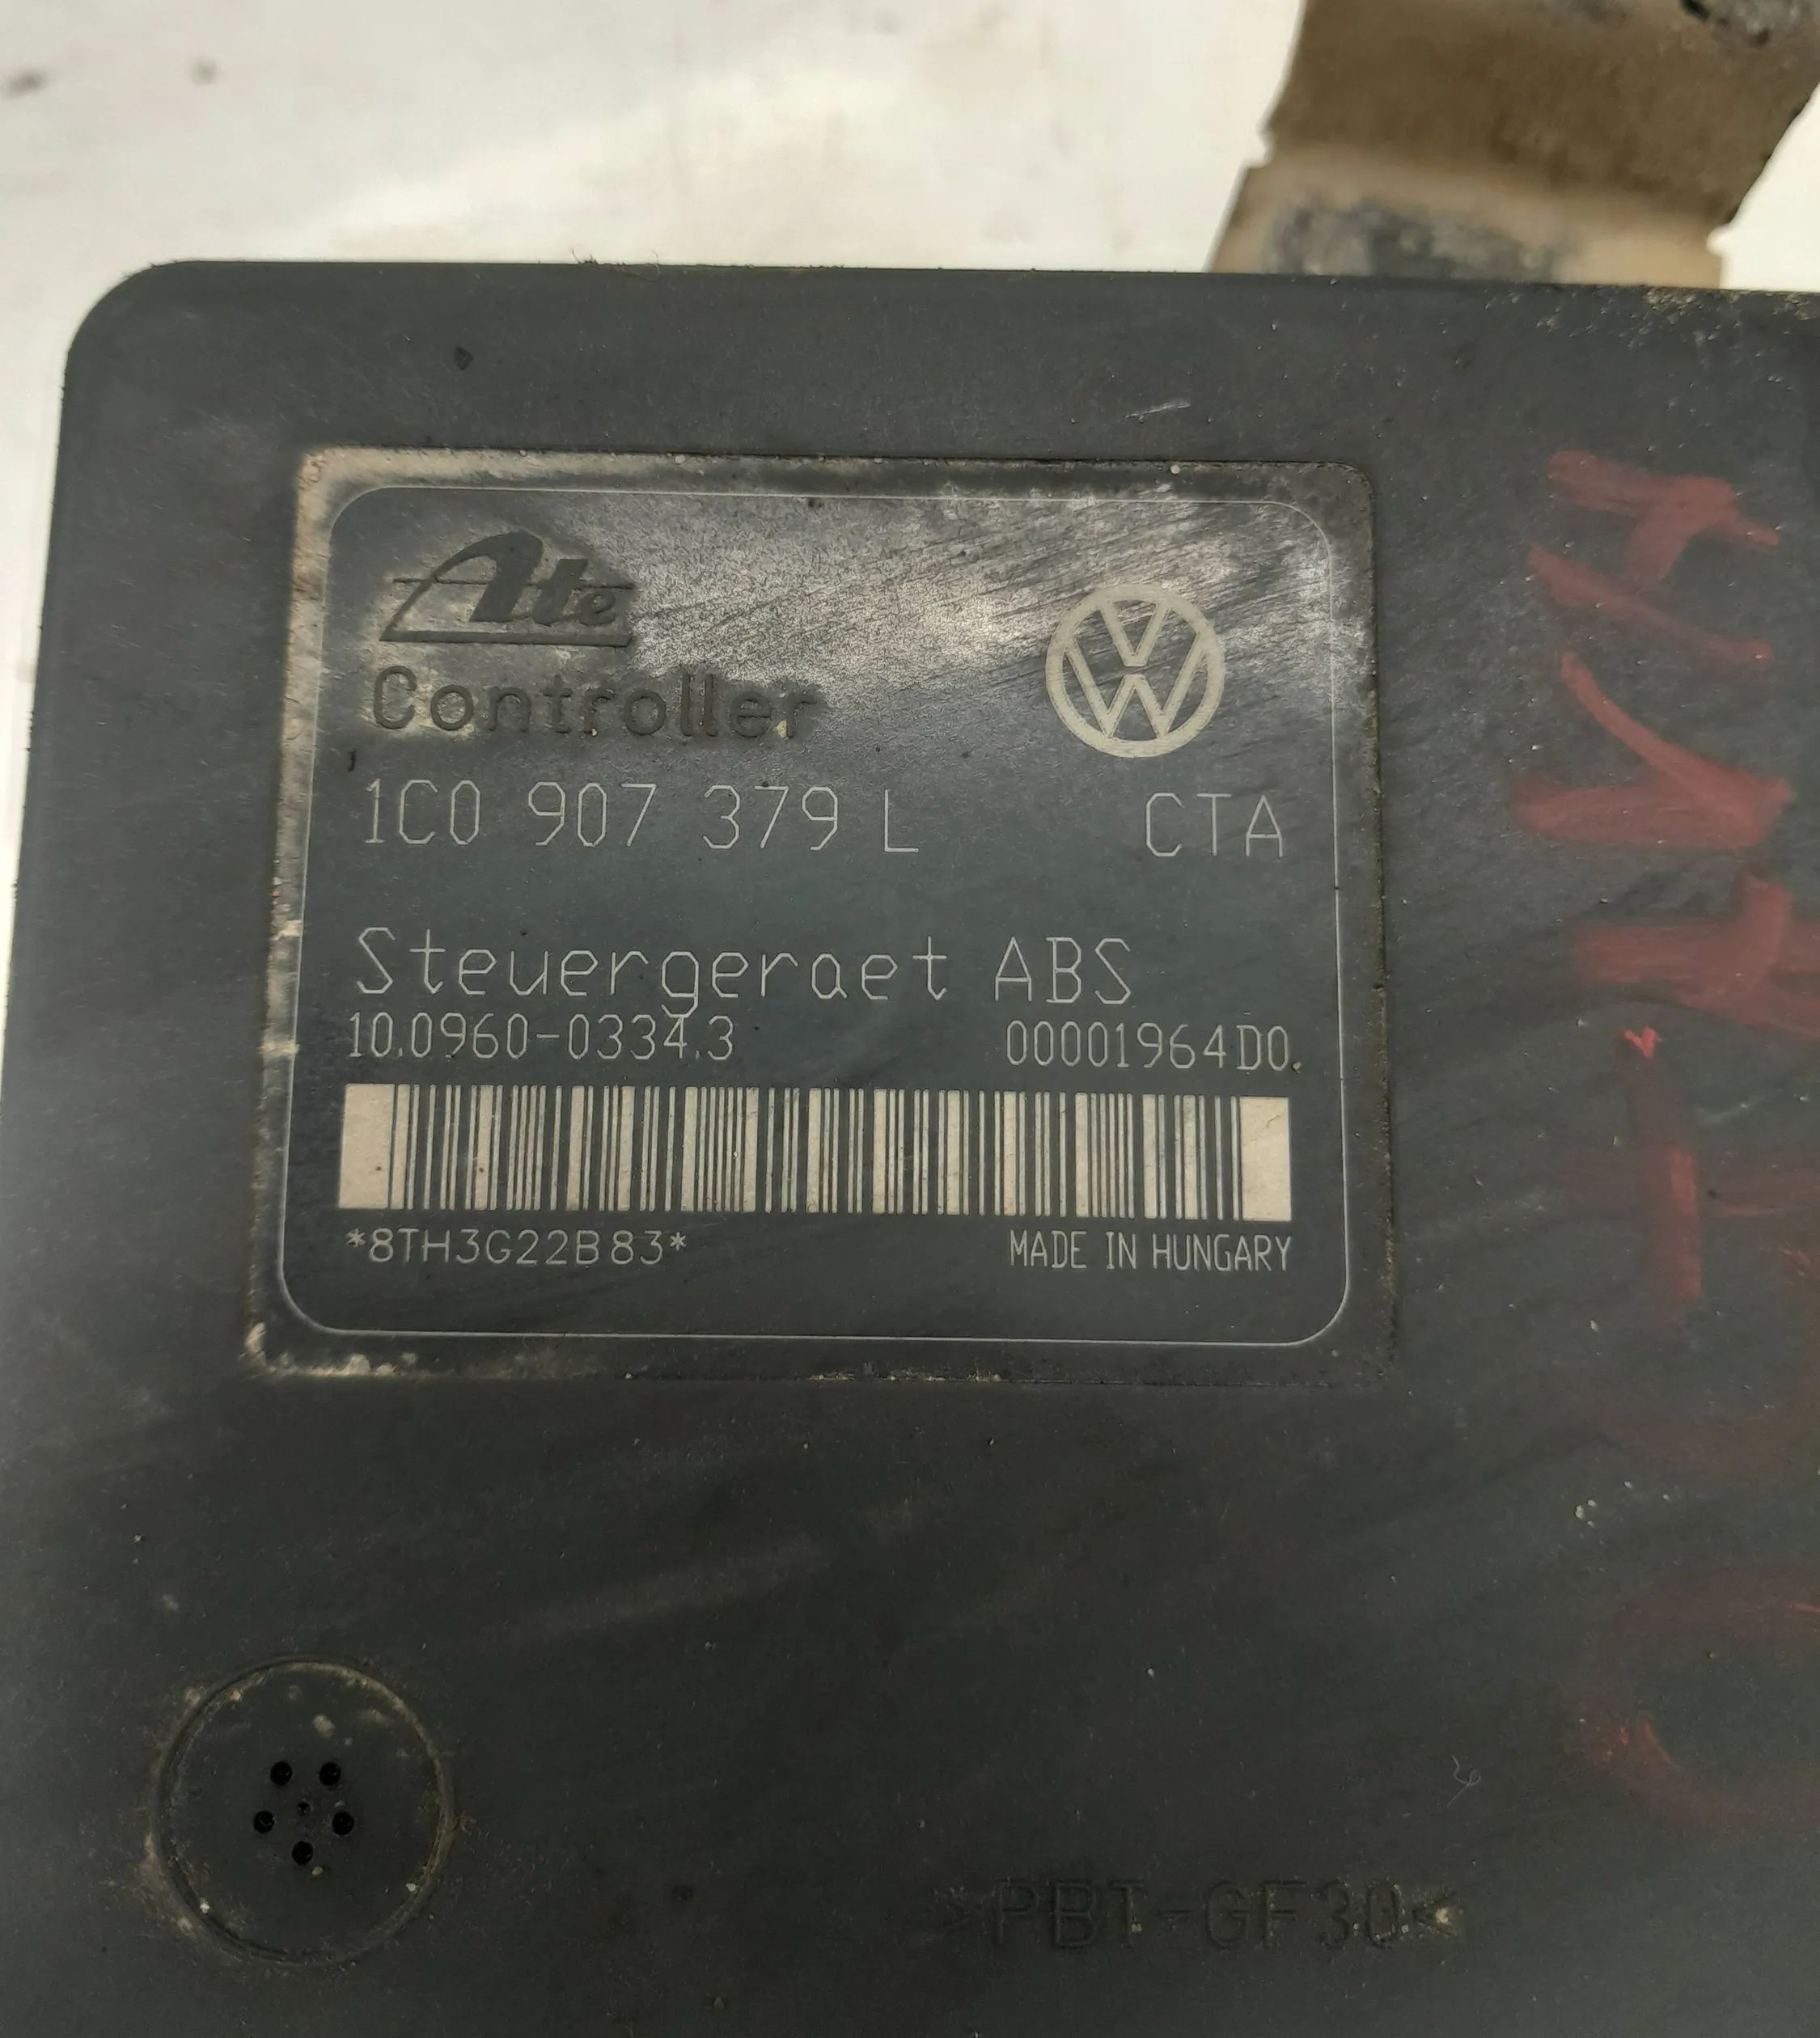 Ate
Controller
1C0 907 379 L CTA
Steuergeraet ABS
10.0960-0334.3 00001964D0
*8TH3G22B83* MADE IN HUNGARY
>PBT-GF30<